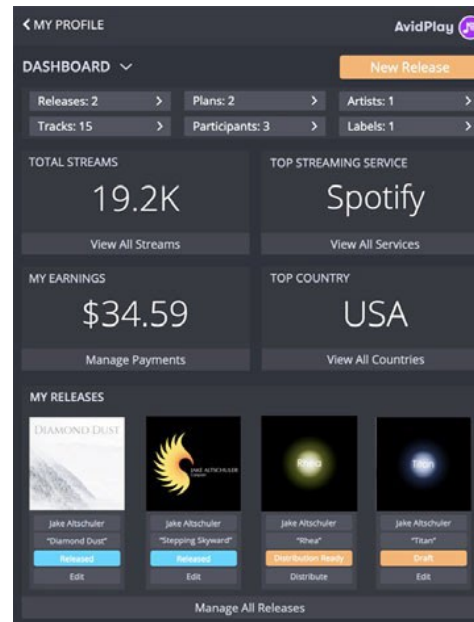 MY PROFILE
AvidPlay
DASHBOARD
New Release
Releases: 2
Plans: 2
Artists: 1
Tracks: 15
Participants: 3
Labels: 1
TOTAL STREAMS
TOP STREAMING SERVICE
19.2K
Spotify
View All Streams
View All Services
MY EARNINGS
TOP COUNTRY
$34.59
USA
Manage Payments
View All Countries
MY RELEASES
DIAMOND DUST
JAKE ALTSCHULER
Rhea
Titan
Jake Altschuler
Jake Altschuler
Jake Altschuler
Jake Altschuler
"Diamond Dust"
"Stepping Skyward"
"Rhea"
"Titan"
Released
Released
Distribution Ready
Draft
Edit
Edit
Distribute
Edit
Manage All Releases